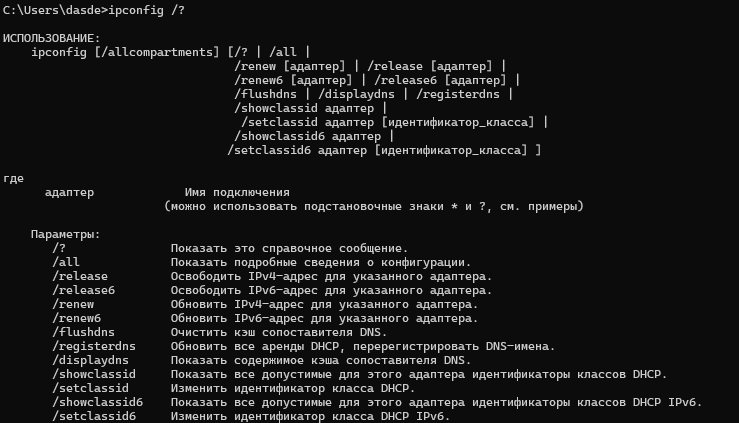 C:\Users\dasde>ipconfig /?
ИСПОЛЬЗОВАНИЕ:
ipconfig [/allcompartments] [/? | /all |
/renew [адаптер] | /release [адаптер] |
/renew6 [адаптер] | /release6 [адаптер] |
/flushdns | /displaydns | /registerdns |
/showclassid адаптер |
/setclassid адаптер [идентификатор_класса] |
/showclassid6 адаптер |
/setclassid6 адаптер [идентификатор_класса] ]
где
адаптер Имя подключения
(можно использовать подстановочные знаки * и ?, см. примеры)
Параметры:
/? Показать это справочное сообщение.
/all Показать подробные сведения о конфигурации.
/release Освободить IPv4-адрес для указанного адаптера.
/release6 Освободить IPv6-адрес для указанного адаптера.
/renew Обновить IPv4-адрес для указанного адаптера.
/renew6 Обновить IPv6-адрес для указанного адаптера.
/flushdns Очистить кэш сопоставителя DNS.
/registerdns Обновить все аренды DHCP, перерегистрировать DNS-имена.
/displaydns Показать содержимое кэша сопоставителя DNS.
/showclassid Показать все допустимые для этого адаптера идентификаторы классов DHCP.
/setclassid Изменить идентификатор класса DHCP.
/showclassid6 Показать все допустимые для этого адаптера идентификаторы классов DHCP IPv6.
/setclassid6 Изменить идентификатор класса DHCP IPv6.